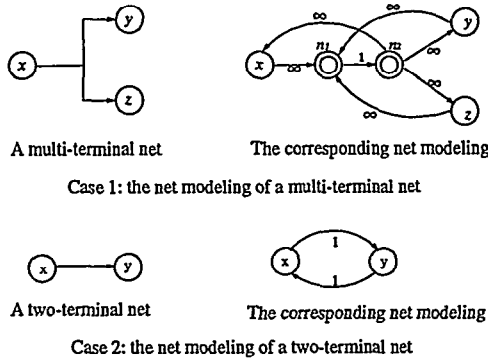 ∞
y
n1
n2
y
∞
x
x
∞
1
∞
∞
z
∞
z
A multi-terminal net
The corresponding net modeling
Case 1: the net modeling of a multi-terminal net
1
x
y
x
y
1
A two-terminal net
The corresponding net modeling
Case 2: the net modeling of a two-terminal net